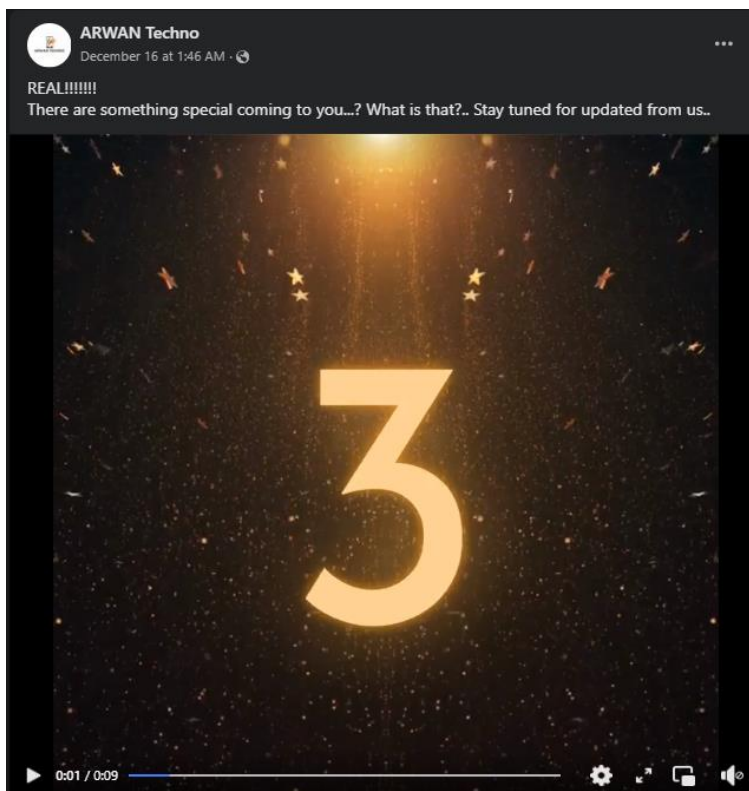 ARWAN Techno
December 16 at 1:46 AM ·
REAL!!!!!!!
There are something special coming to you...? What is that?.. Stay tuned for updated from us..
3
0:01 / 0:09